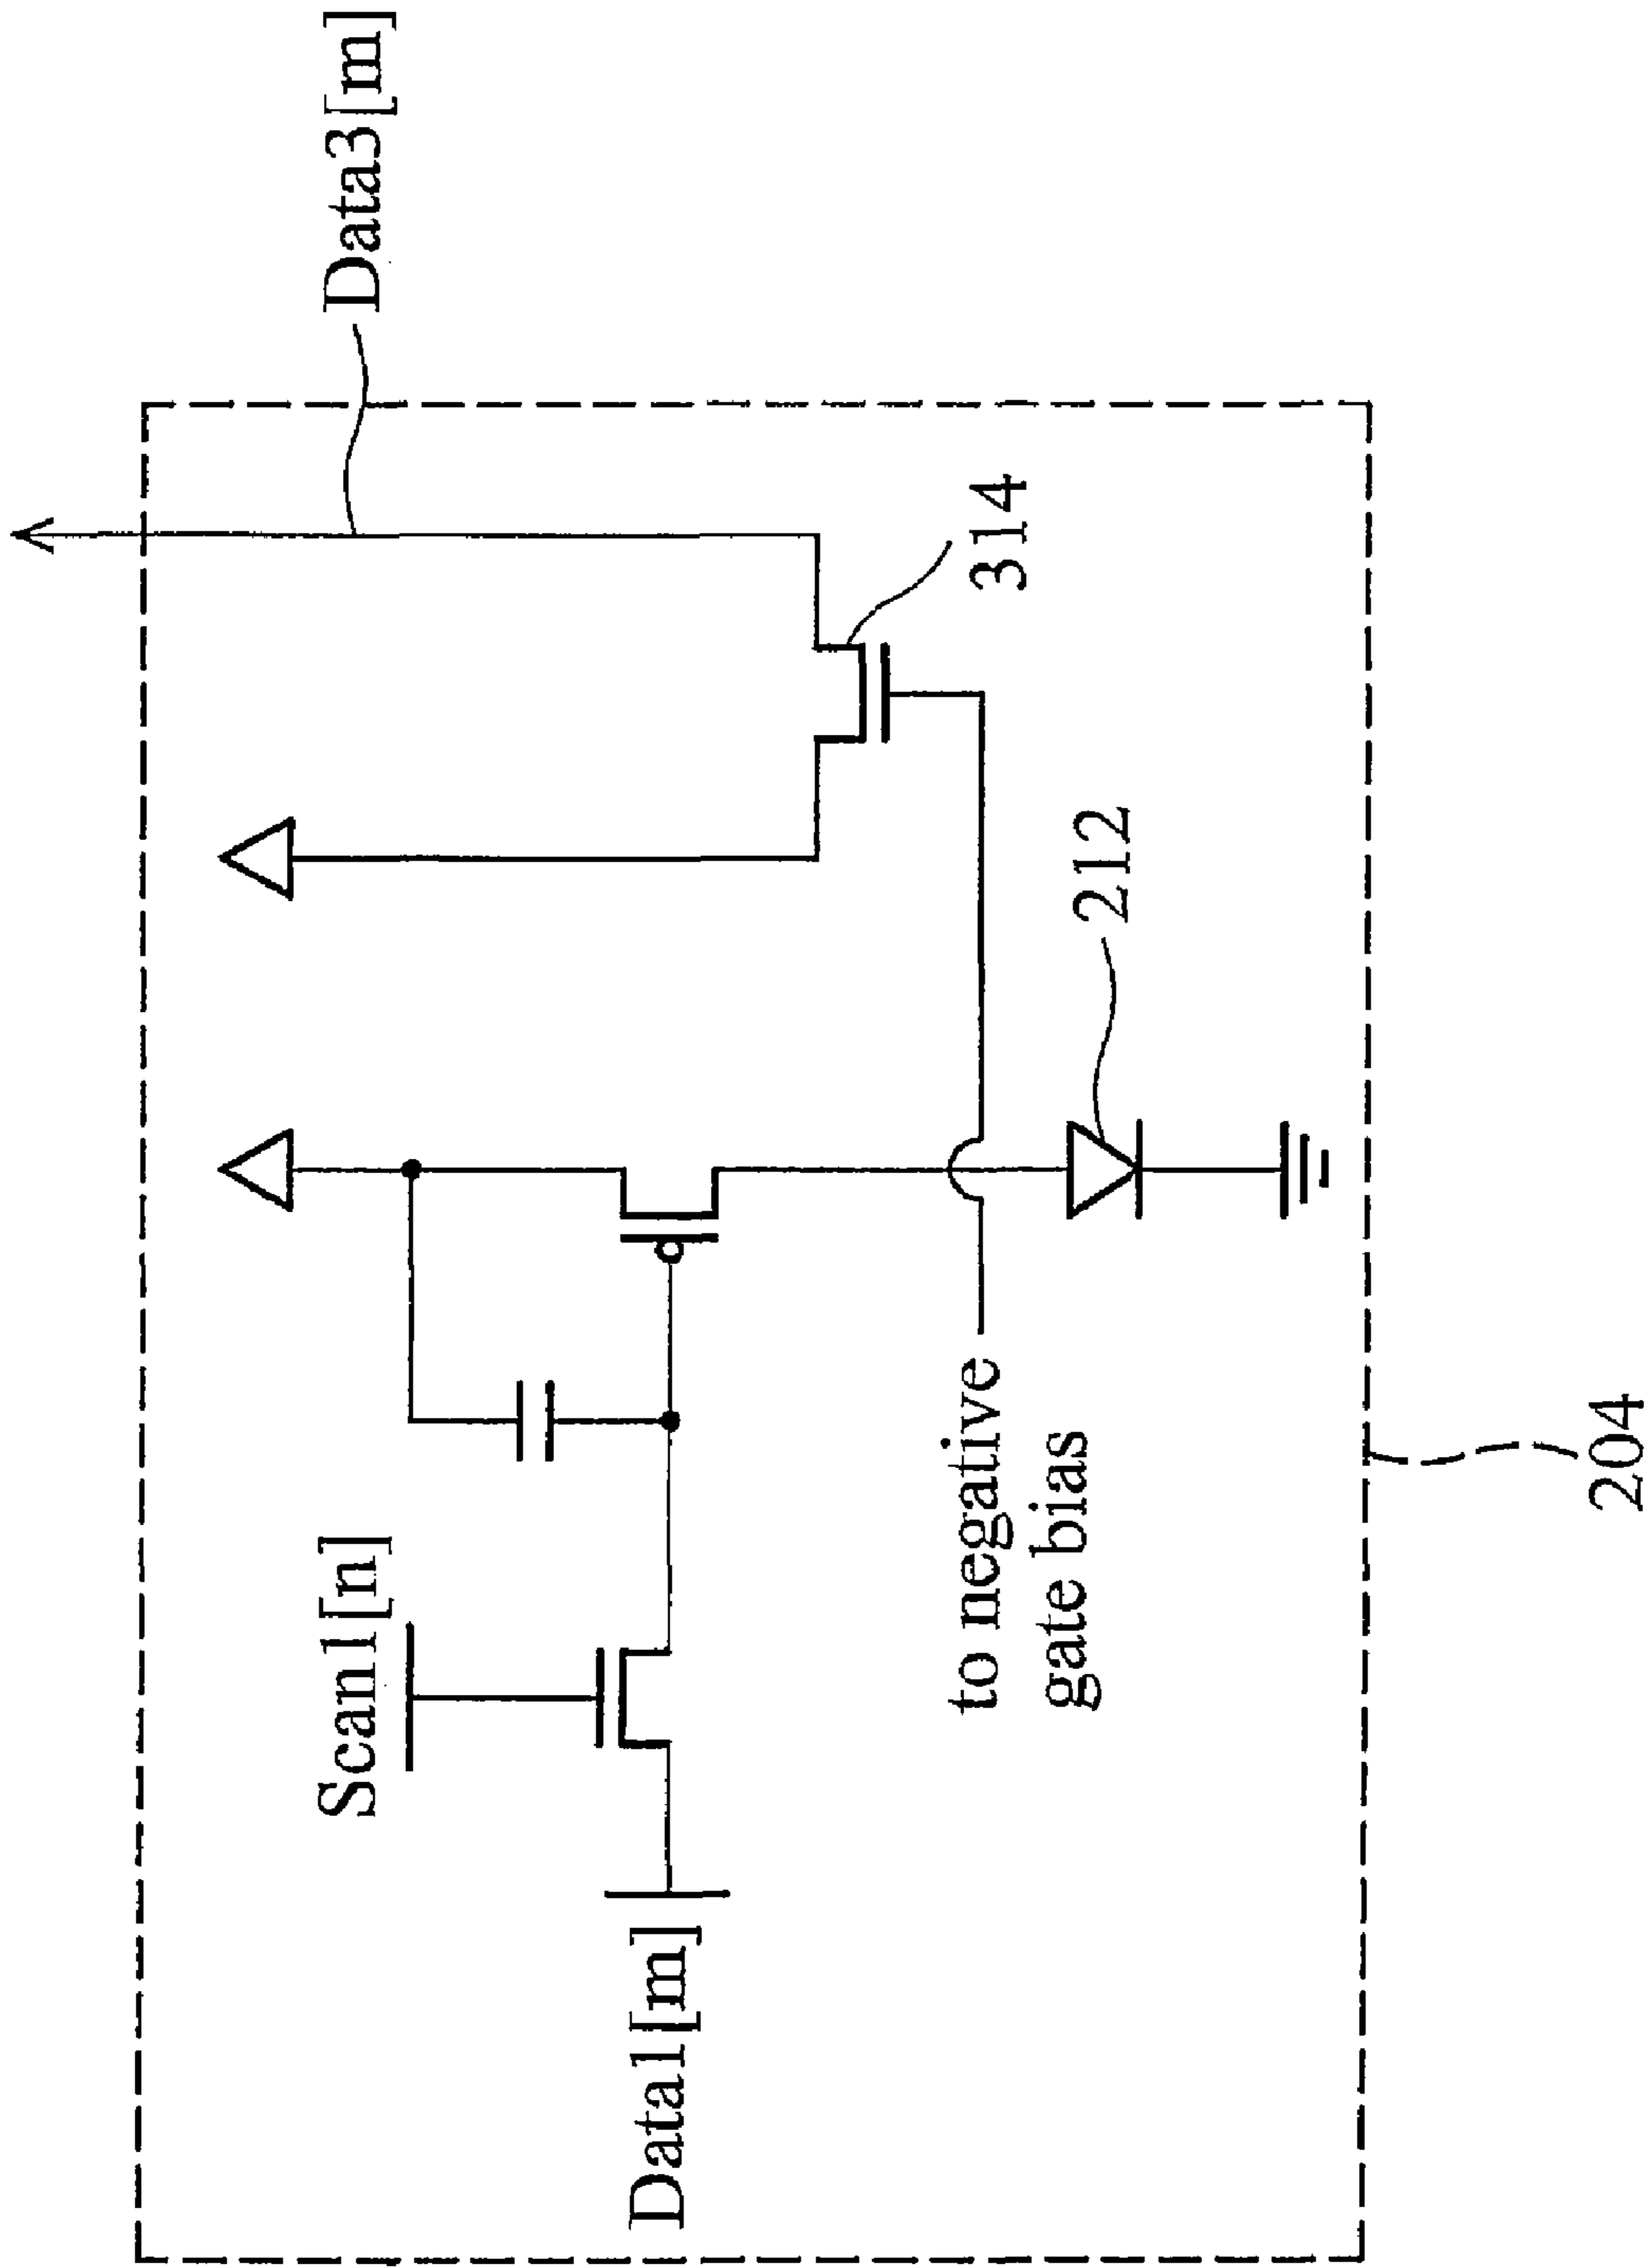 Data3[m]
Scan1[n]
Data1[m]
314
to negative
gate bias
212
204